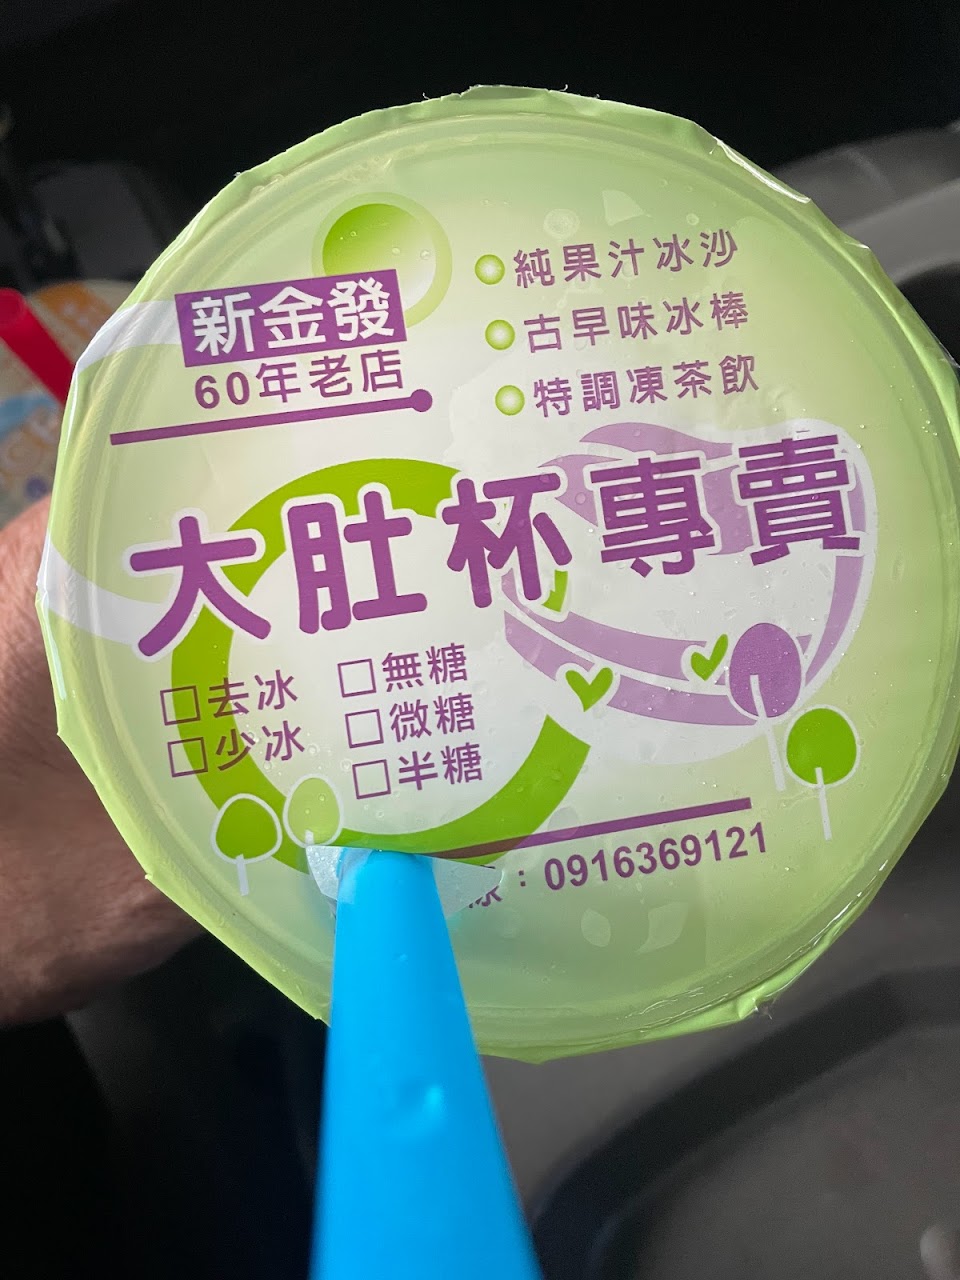 新金發
60年老店
純果汁冰沙
古早味冰棒
特調凍茶飲
大肚杯專賣
□去冰
□少冰
□無糖
□微糖
□半糖
：0916369121